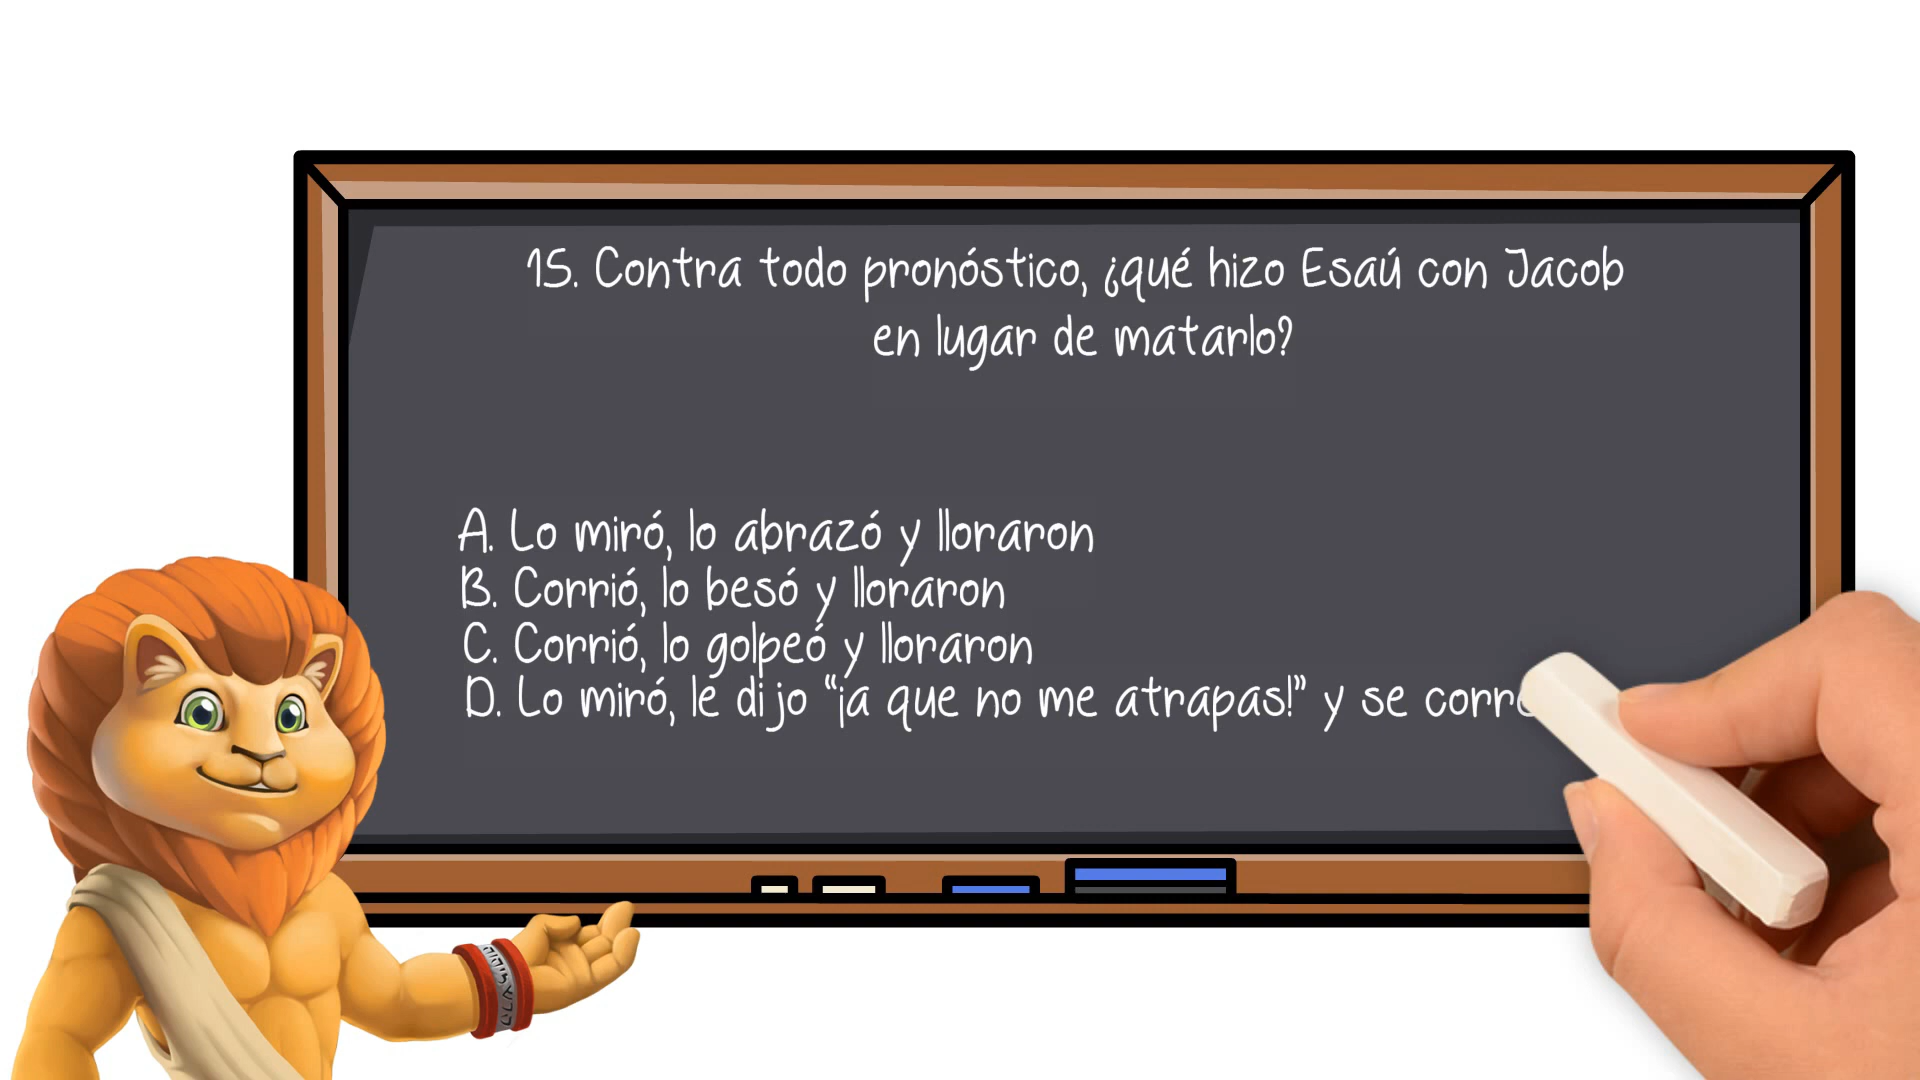 15. Contra todo pronóstico, ¿qué hizo Esaú con Jacob
en lugar de matarlo?
A. Lo miró, lo abrazó y lloraron
B. Corrió, lo besó y lloraron
C. Corrió, lo golpeó y lloraron
D. Lo miró, le dijo “¡a que no me atrapas!” y se